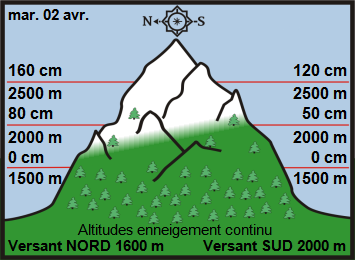 mar. 02 avr.
N S
160 cm 120 cm
2500 m 2500 m
80 cm 50 cm
2000 m 2000 m
0 cm 0 cm
1500 m 1500 m
Altitudes enneigement continu
Versant NORD 1600 m Versant SUD 2000 m